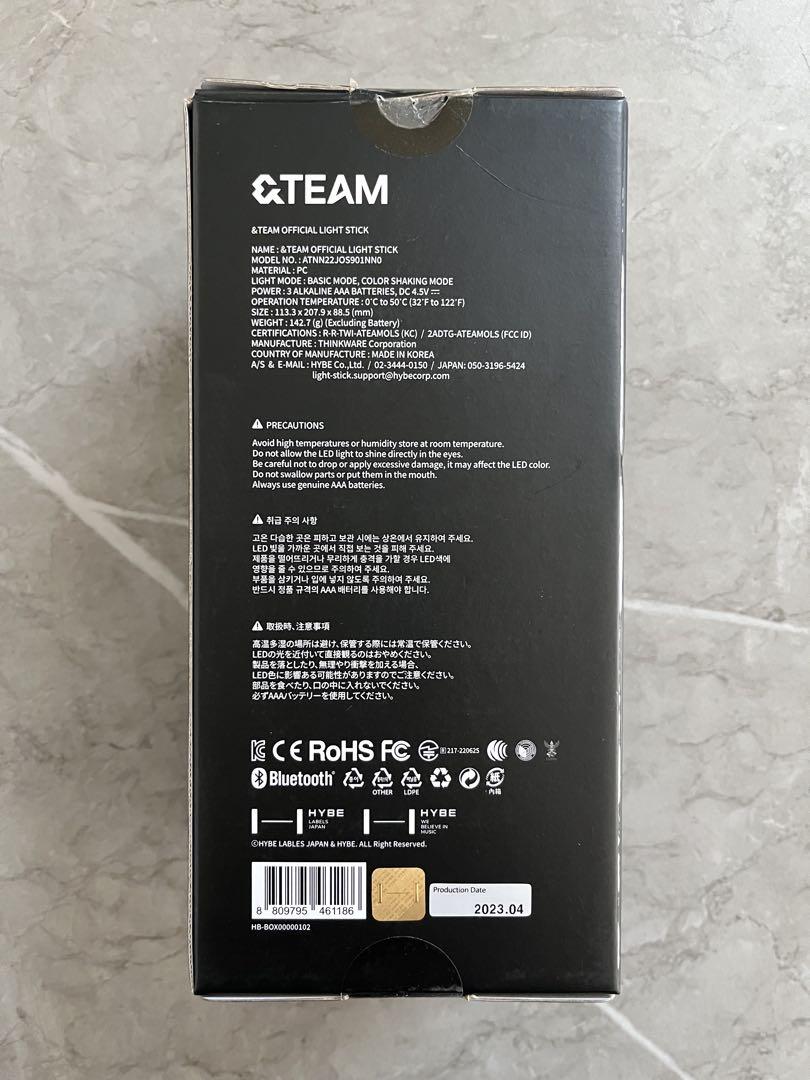 &TEAM
&TEAM OFFICIAL LIGHT STICK
NAME : &TEAM OFFICIAL LIGHT STICK
MODEL NO. : ATNN22JOS901NN0
MATERIAL : PC
LIGHT MODE : BASIC MODE, COLOR SHAKING MODE
POWER : 3 ALKALINE AAA BATTERIES, DC 4.5V
OPERATION TEMPERATURE : 0˚C to 50˚C (32˚F to 122˚F)
SIZE : 113.3 x 207.9 x 88.5 (mm)
WEIGHT : 142.7 (g) (Excluding Battery)
CERTIFICATIONS : R-R-TWI-ATEAMOLS (KC) / 2ADTG-ATEAMOLS (FCC ID)
MANUFACTURE : THINKWARE Corporation
COUNTRY OF MANUFACTURE : MADE IN KOREA
A/S & E-MAIL : HYBE Co.,Ltd. / 02-3444-0150 / JAPAN: 050-3196-5424
light-stick.support@hybecorp.com
PRECAUTIONS
Avoid high temperatures or humidity store at room temperature.
Do not allow the LED light to shine directly in the eyes.
Be careful not to drop or apply excessive damage, it may affect the LED color.
Do not swallow parts or put them in the mouth.
Always use genuine AAA batteries.
취급 주의 사항
고온 다습한 곳은 피하고 보관 시에는 상온에서 유지하여 주세요.
LED 빛을 가까운 곳에서 직접 보는 것을 피해 주세요.
제품을 떨어뜨리거나 무리하게 충격을 가할 경우 LED색에
영향을 줄 수 있으므로 주의하여 주세요.
부품을 삼키거나 입에 넣지 않도록 주의하여 주세요.
반드시 정품 규격의 AAA 배터리를 사용해야 합니다.
取扱時、注意事項
高温多湿の場所は避け、保管する際には常温で保管ください。
LEDの光を近付いて直接観るのはおやめください。
製品を落としたり、無理やり衝撃を加える場合、
LED色に影響ある可能性がありますのでご注意ください。
部品を食べたり、口の中に入れないでください。
必ずAAAバッテリーを使用してください。
CE RoHS FC R 217-220625
Bluetooth
OTHER LDPE 紙 内箱
HYBE LABELS JAPAN HYBE WE BELIEVE IN MUSIC
©HYBE LABLES JAPAN & HYBE. ALL Right Reserved.
Production Date
2023.04
8 809795 461186
HB-BOX00000102